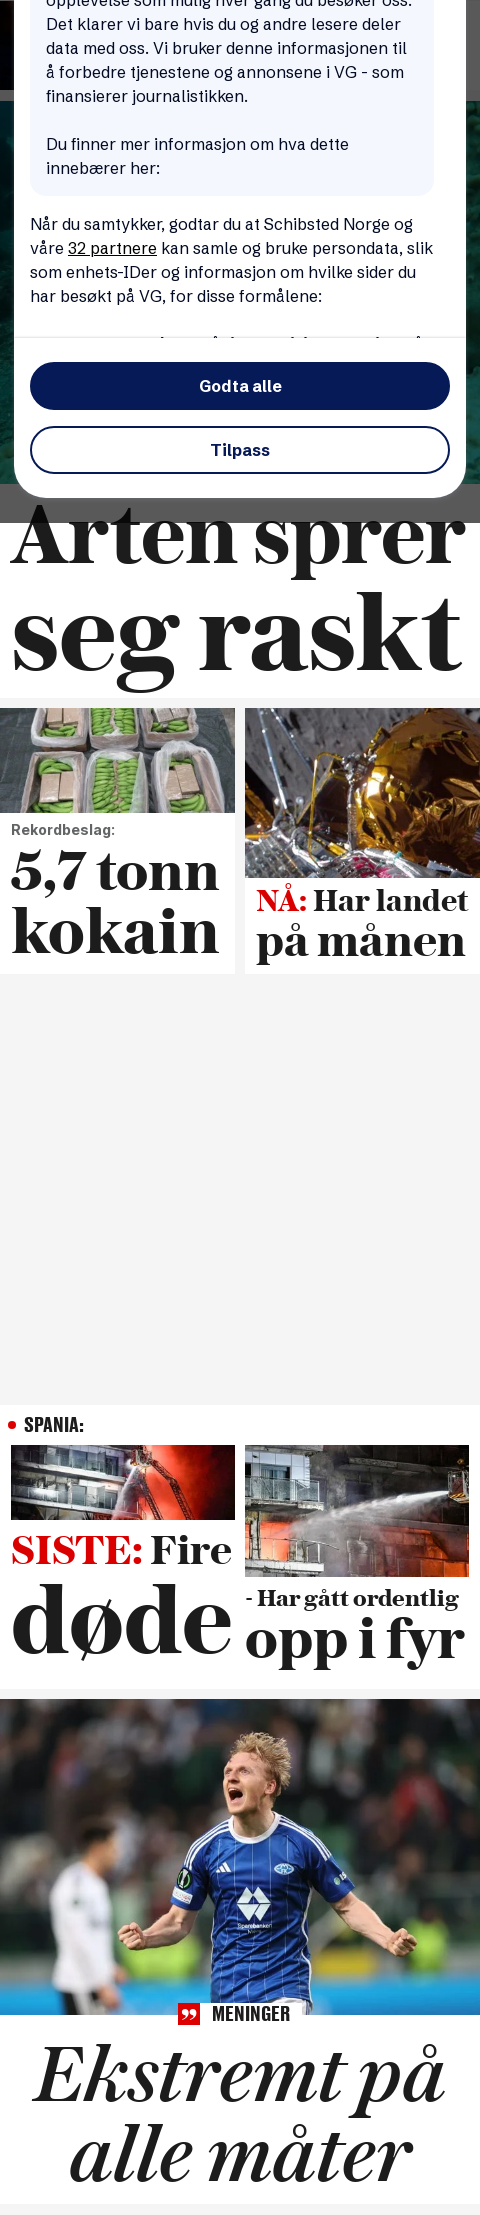 opplevelse som mulig hver gang du besøker oss.
Det klarer vi bare hvis du og andre lesere deler
data med oss. Vi bruker denne informasjonen til
å forbedre tjenestene og annonsene i VG - som
finansierer journalistikken.
Du finner mer informasjon om hva dette
innebærer her:
Når du samtykker, godtar du at Schibsted Norge og
våre 32 partnere kan samle og bruke persondata, slik
som enhets-IDer og informasjon om hvilke sider du
har besøkt på VG, for disse formålene:
Godta alle
Tilpass
Arten sprer
seg raskt
Rekordbeslag:
5,7 tonn
kokain
NÅ: Har landet
på månen
SPANIA:
SISTE: Fire
døde
- Har gått ordentlig
opp i fyr
Sparebanken
MENINGER
Ekstremt på
alle måter